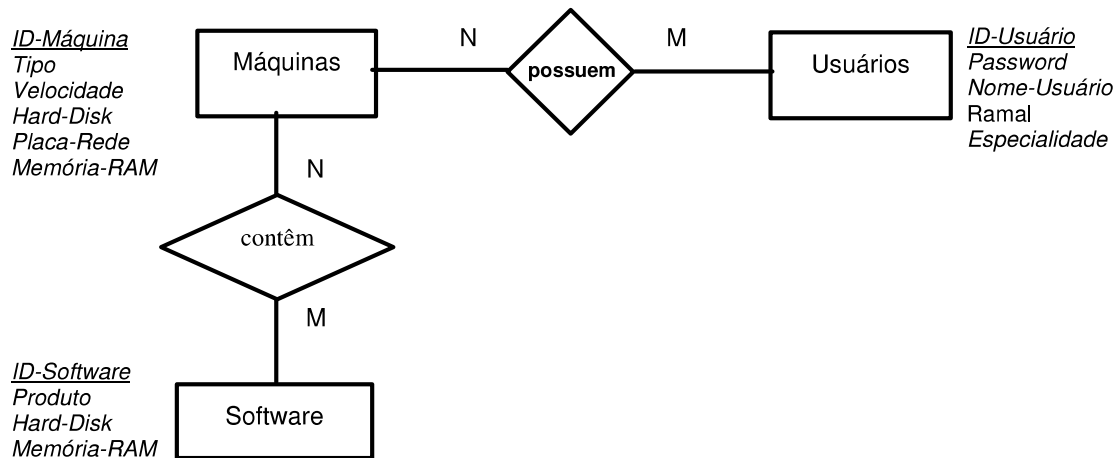 ID-Máquina
Tipo
Velocidade
Hard-Disk
Placa-Rede
Memória-RAM
Máquinas
N
possuem
M
Usuários
ID-Usuário
Password
Nome-Usuário
Ramal
Especialidade
N
contêm
M
ID-Software
Produto
Hard-Disk
Memória-RAM
Software